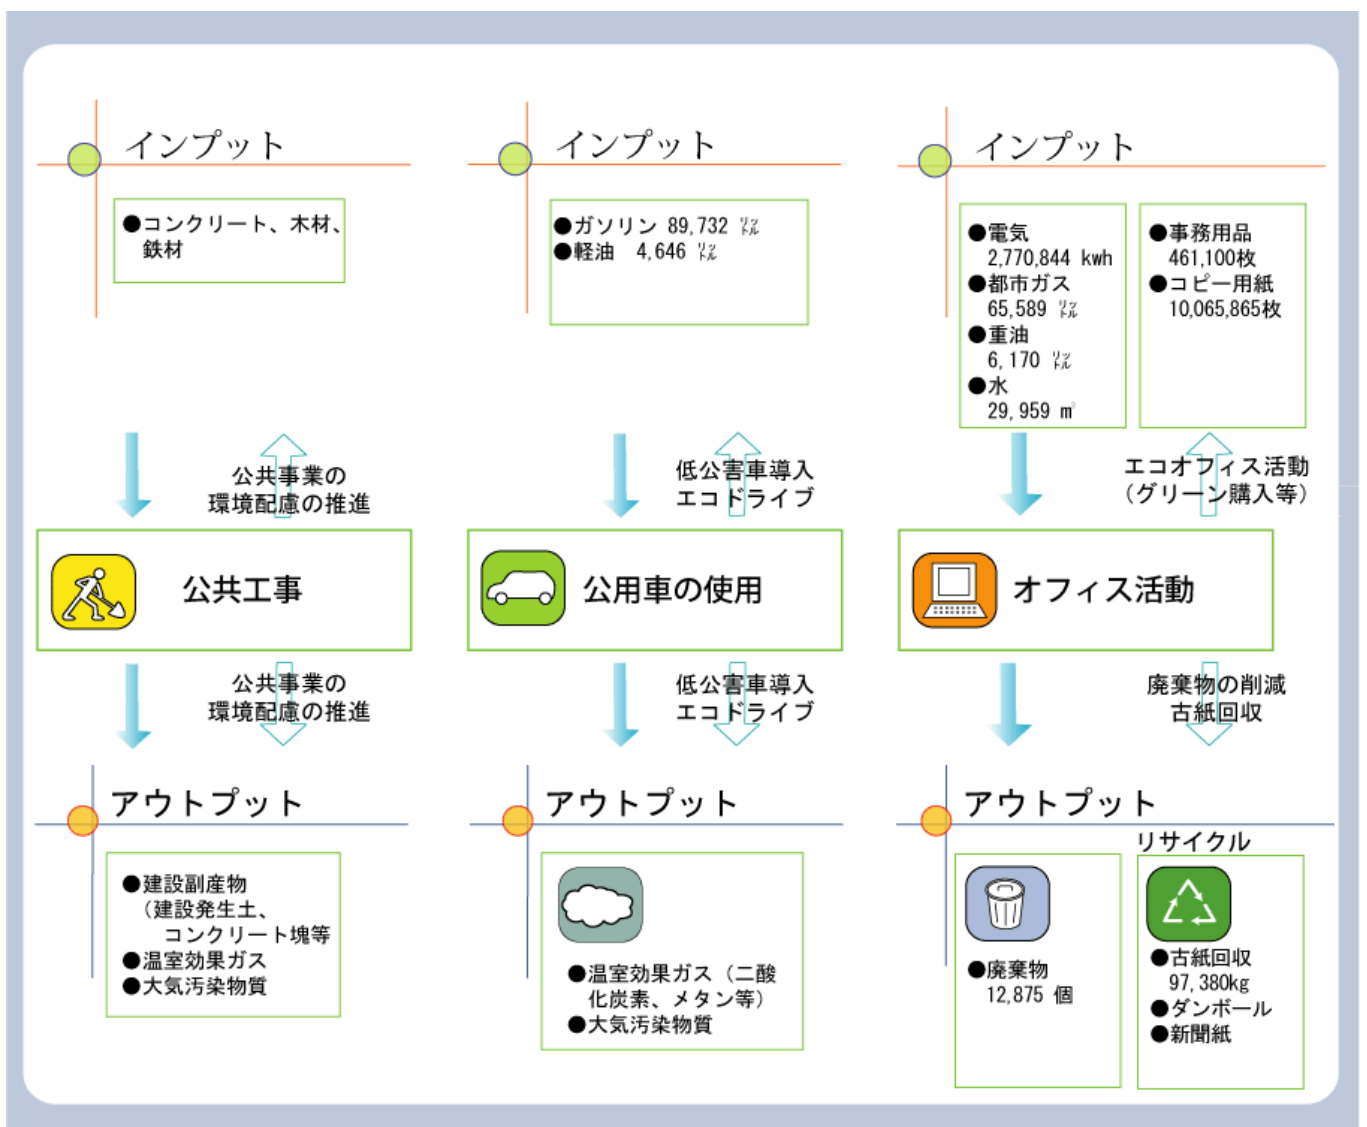 インプット
●コンクリート、木材、
鉄材
公共事業の
環境配慮の推進
公共工事
公共事業の
環境配慮の推進
アウトプット
●建設副産物
（建設発生土、
コンクリート塊等
●温室効果ガス
●大気汚染物質
インプット
●ガソリン 89,732 ㍑
●軽油 4,646 ㍑
低公害車導入
エコドライブ
公用車の使用
低公害車導入
エコドライブ
アウトプット
●温室効果ガス（二酸
化炭素、メタン等）
●大気汚染物質
インプット
●電気
2,770,844 kwh
●都市ガス
65,589 ㍑
●重油
6,170 ㍑
●水
29,959 ㎥
●事務用品
461,100枚
●コピー用紙
10,065,865枚
エコオフィス活動
（グリーン購入等）
オフィス活動
廃棄物の削減
古紙回収
アウトプット
●廃棄物
12,875 個
リサイクル
●古紙回収
97,380kg
●ダンボール
●新聞紙